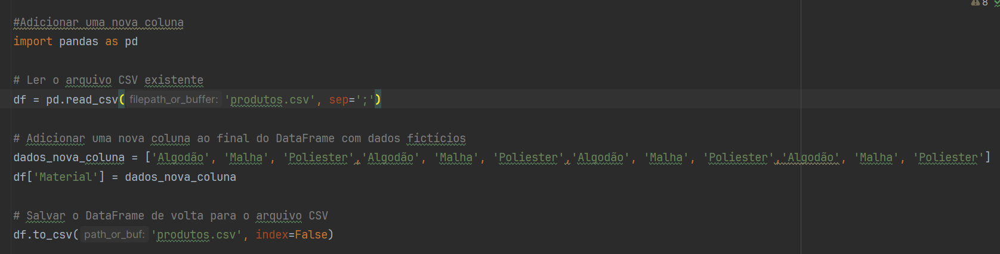 8
#Adicionar uma nova coluna
import pandas as pd
# Ler o arquivo CSV existente
df = pd.read_csv( filepath_or_buffer: 'produtos.csv', sep=';')
# Adicionar uma nova coluna ao final do DataFrame com dados fictícios
dados_nova_coluna = ['Algodão', 'Malha', 'Poliester','Algodão', 'Malha', 'Poliester','Algodão', 'Malha', 'Poliester','Algodão', 'Malha', 'Poliester']
df['Material'] = dados_nova_coluna
# Salvar o DataFrame de volta para o arquivo CSV
df.to_csv( path_or_buf: 'produtos.csv', index=False)